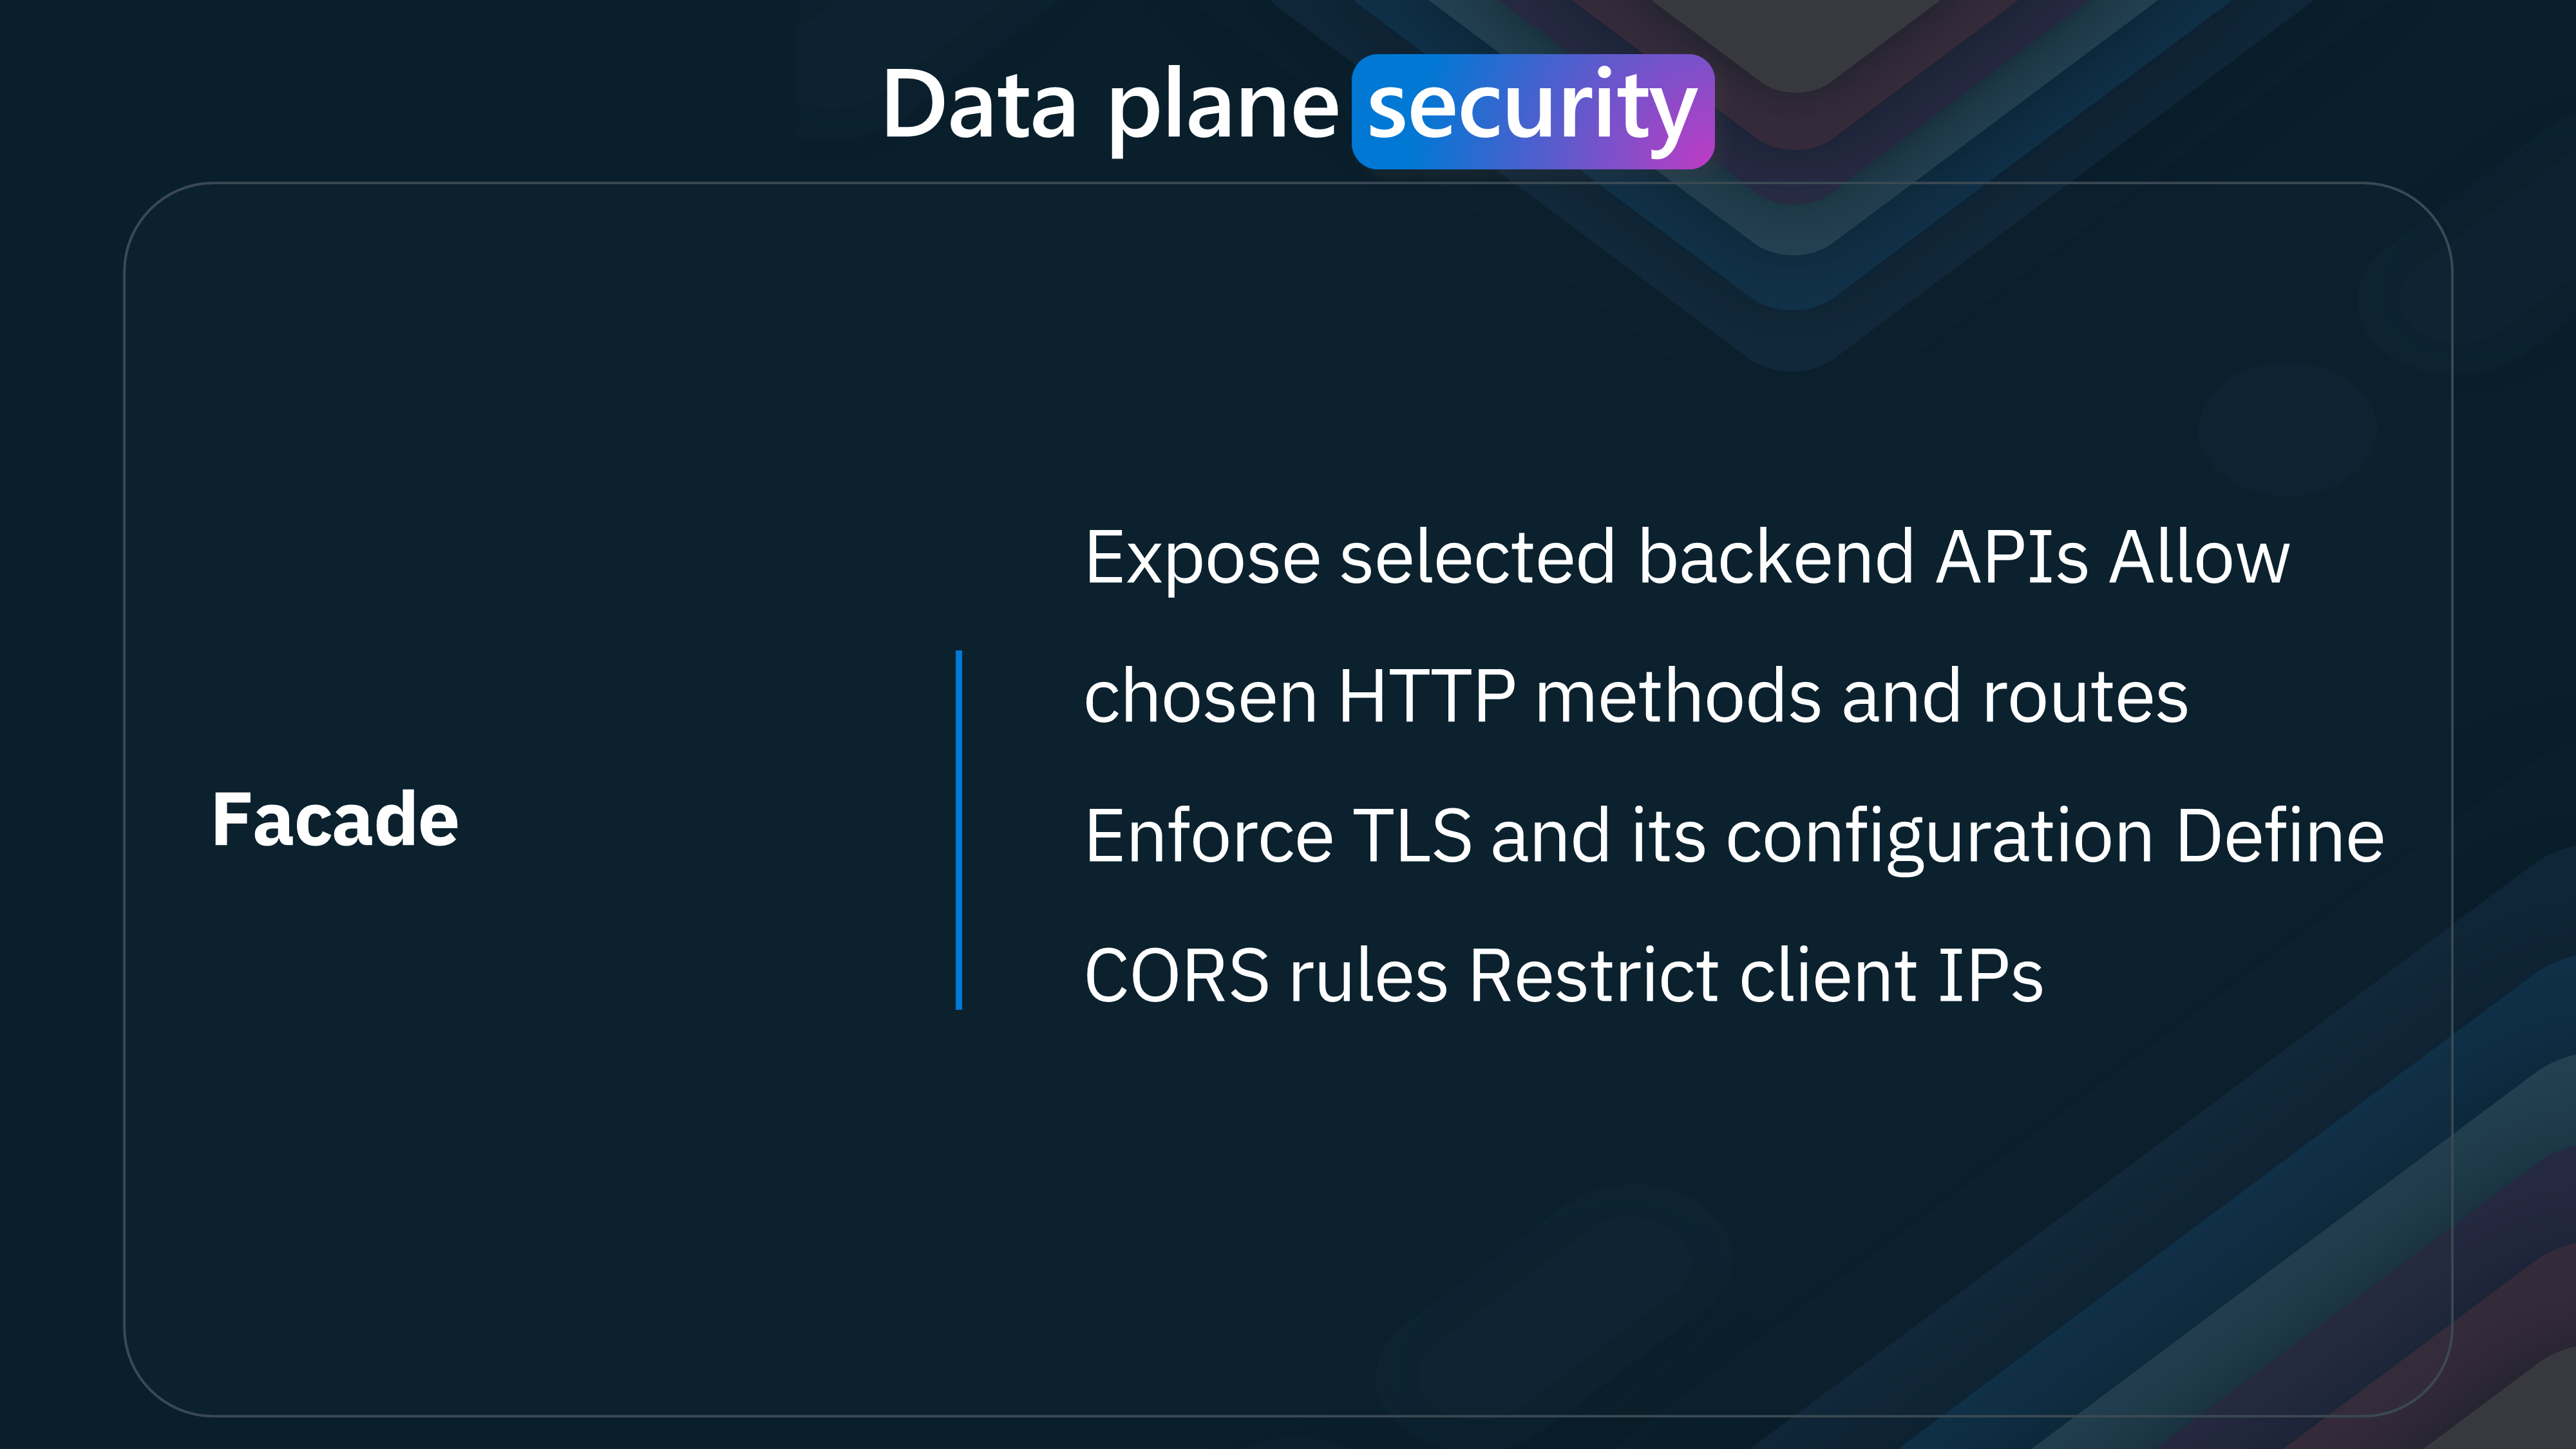 Data plane security
Facade
Expose selected backend APIs Allow
chosen HTTP methods and routes
Enforce TLS and its configuration Define
CORS rules Restrict client IPs